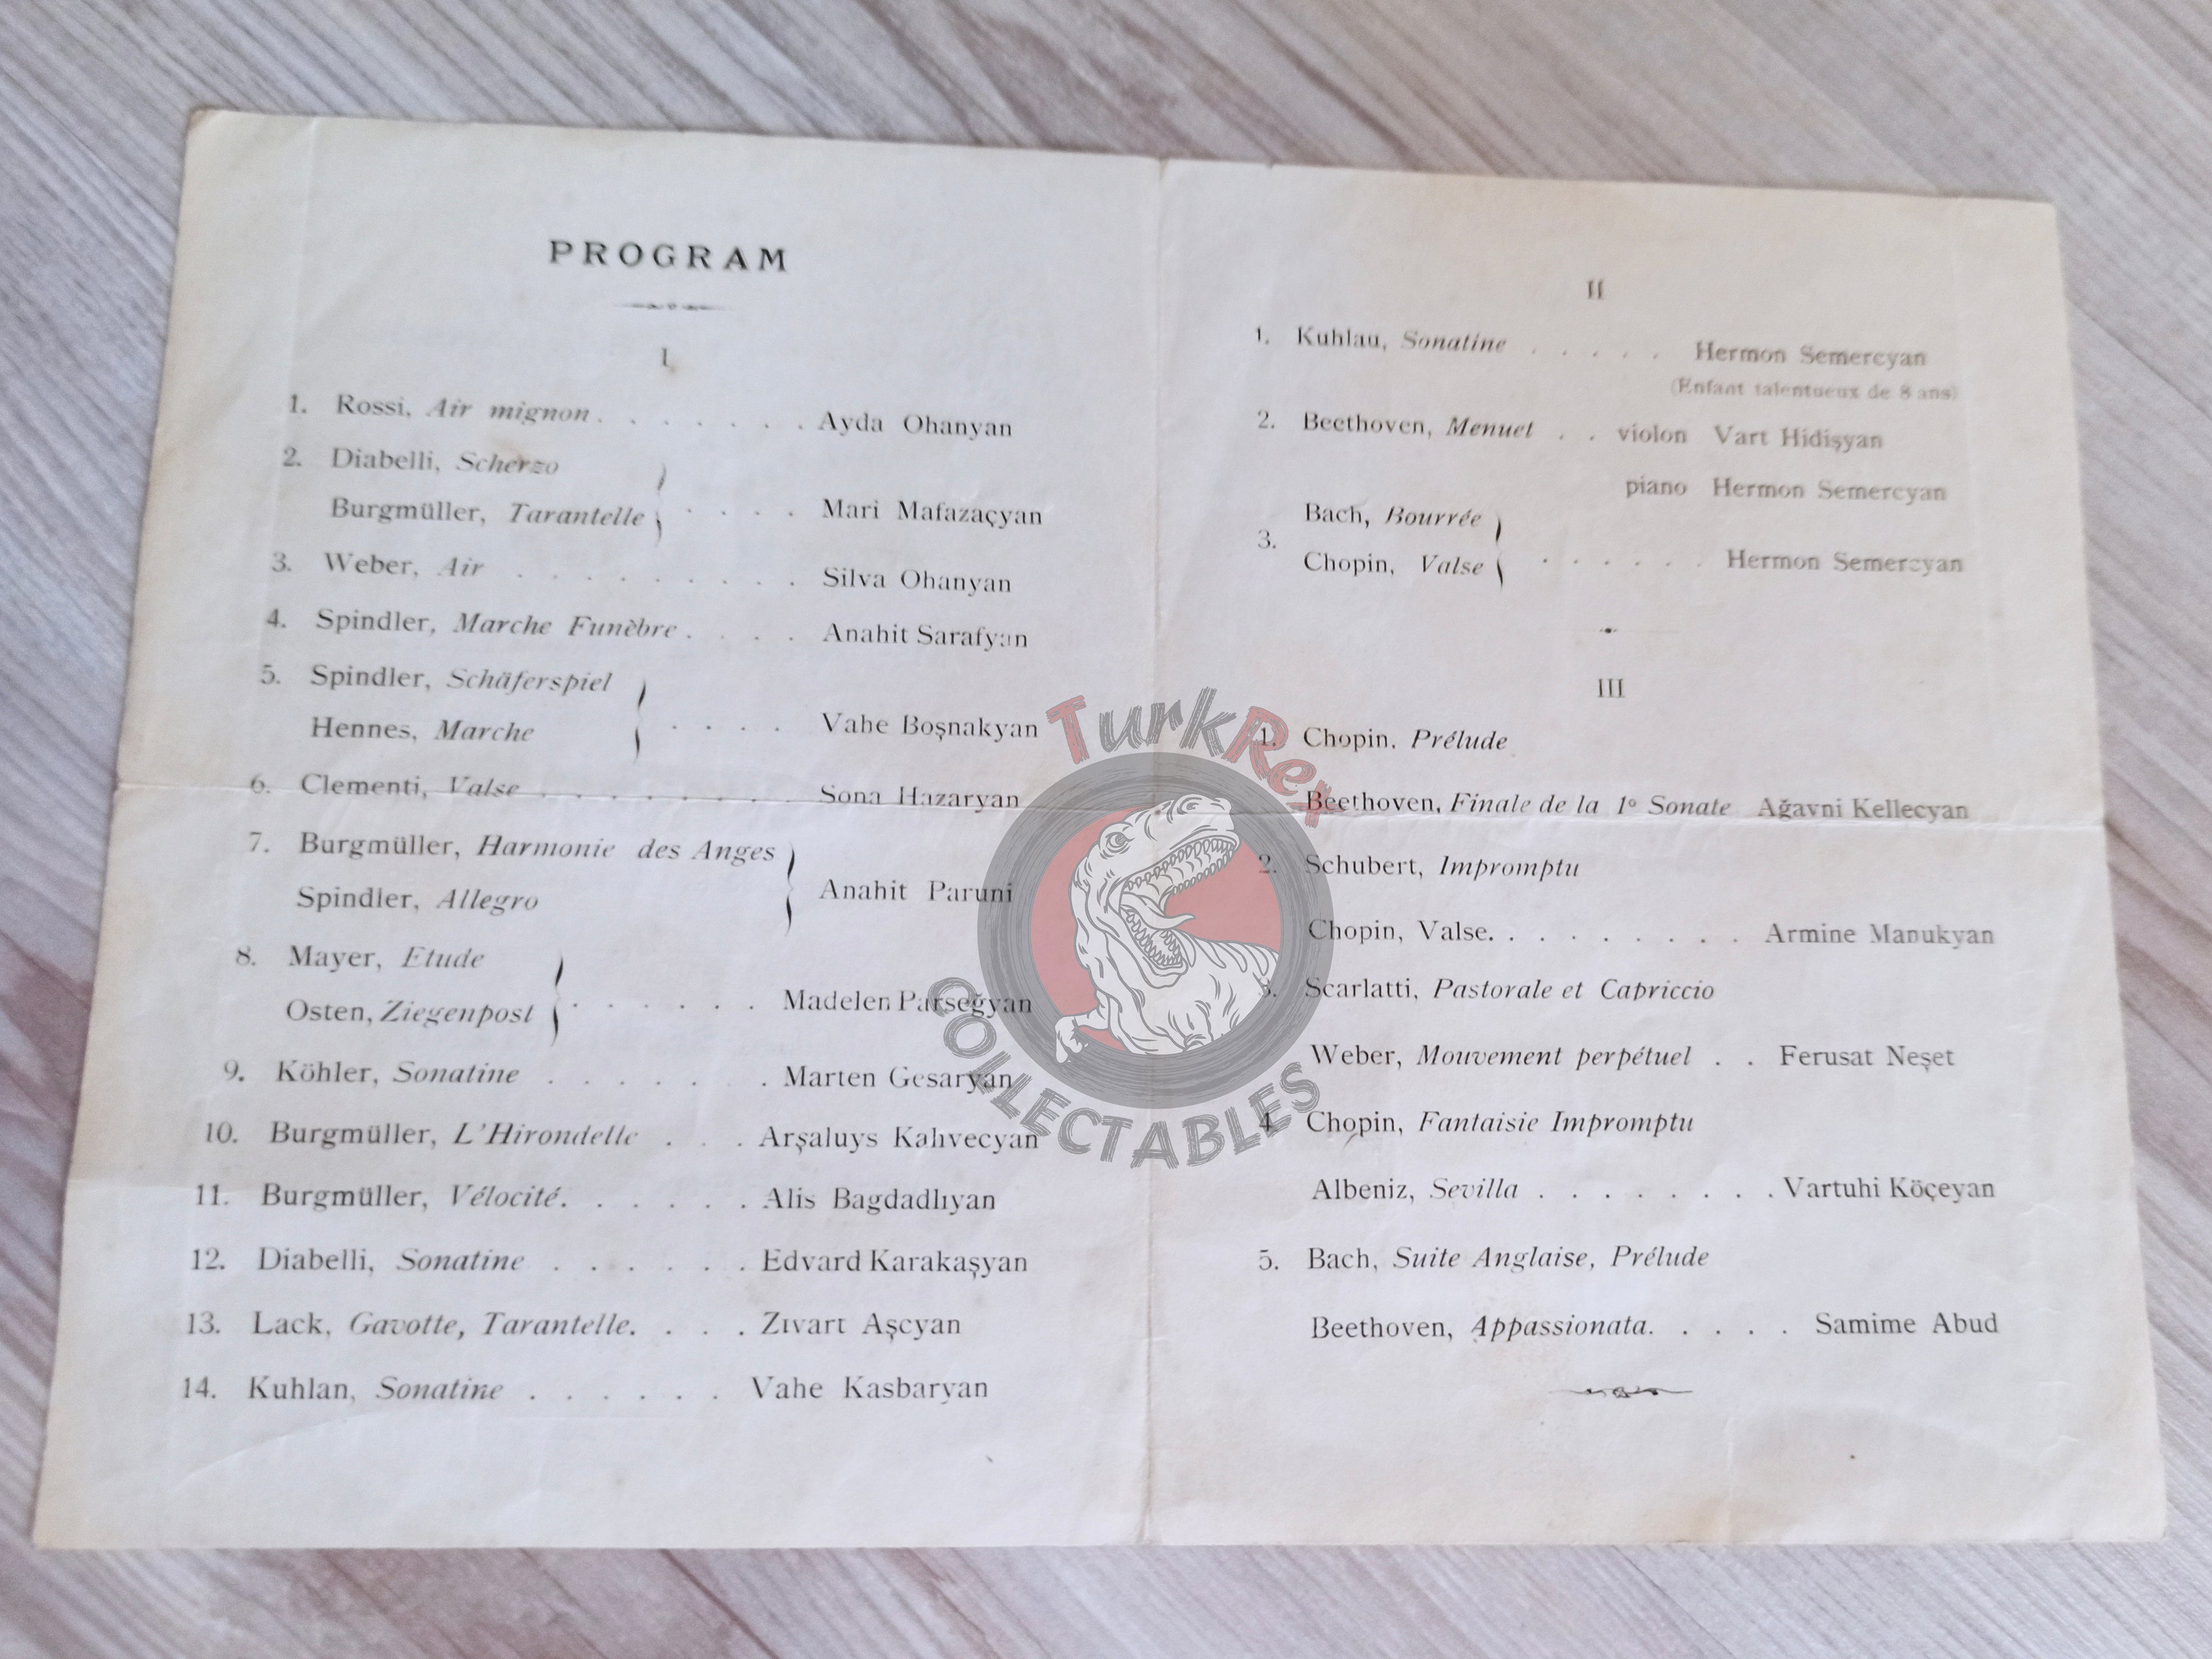 PROGRAM
I
1. Rossi, Air mignon. . . . . . . Ayda Ohanyan
2. Diabelli, Scherzo
Burgmüller, Tarantelle . . . . Mari Mafazaçyan
3. Weber, Air . . . . . . . . . Silva Ohanyan
4. Spindler, Marche Funèbre . . . . Anahit Sarafyan
5. Spindler, Schäferspiel
Hennes, Marche . . . . Vahe Boşnakyan
6. Clementi, Valse . . . . . . . . Sona Hazaryan
7. Burgmüller, Harmonie des Anges
Spindler, Allegro
Anahit Paruni
8. Mayer, Etude
Osten, Ziegenpost . . . . . . Madelen Parseğyan
9. Köhler, Sonatine . . . . . . Marten Gesaryan
10. Burgmüller, L'Hirondelle . . . Arşaluys Kahvecyan
11. Burgmüller, Vélocité. . . . . . Alis Bagdadlıyan
12. Diabelli, Sonatine . . . . . . Edvard Karakaşyan
13. Lack, Gavotte, Tarantelle. . . . Zıvart Aşcyan
14. Kuhlan, Sonatine . . . . . . Vahe Kasbaryan
II
1. Kuhlau, Sonatine . . . . . Hermon Semercyan
(Enfant talentueux de 8 ans)
2. Beethoven, Menuet . . violon Vart Hidişyan
piano Hermon Semercyan
Bach, Bourrée
3.
Chopin, Valse . . . . . . Hermon Semercyan
III
1. Chopin. Prélude
Beethoven, Finale de la 1º Sonate Ağavni Kellecyan
2. Schubert, Impromptu
Chopin, Valse. . . . . . . . . Armine Manukyan
3. Scarlatti, Pastorale et Capriccio
Weber, Mouvement perpétuel . . Ferusat Neşet
4. Chopin, Fantaisie Impromptu
Albeniz, Sevilla . . . . . . . . Vartuhi Köçeyan
5. Bach, Suite Anglaise, Prélude
Beethoven, Appassionata. . . . . Samime Abud
TurkRex
COLLECTABLES